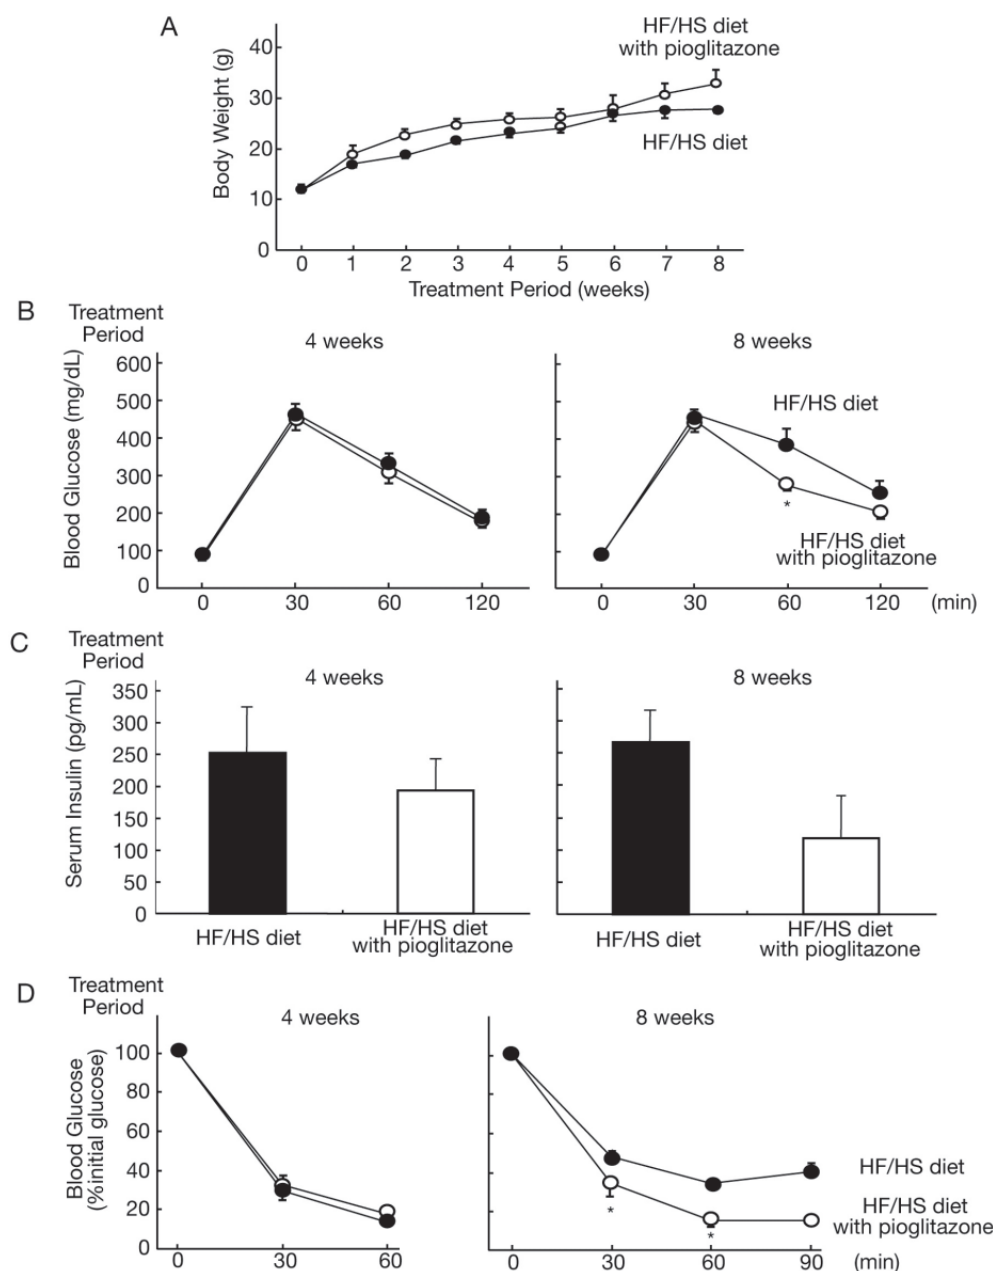 A
Body Weight (g)
40
30
20
10
0
HF/HS diet
with pioglitazone
HF/HS diet
0 1 2 3 4 5 6 7 8
Treatment Period (weeks)
B
Treatment
Period
4 weeks
8 weeks
Blood Glucose (mg/dL)
600
500
400
300
200
100
0
HF/HS diet
*
HF/HS diet
with pioglitazone
0 30 60 120
0 30 60 120 (min)
C
Treatment
Period
4 weeks
8 weeks
Serum Insulin (pg/mL)
350
300
250
200
150
100
50
0
HF/HS diet
HF/HS diet
with pioglitazone
HF/HS diet
HF/HS diet
with pioglitazone
D
Treatment
Period
4 weeks
8 weeks
Blood Glucose
(%initial glucose)
100
80
60
40
20
0
HF/HS diet
HF/HS diet
with pioglitazone
*
*
0 30 60
0 30 60 90 (min)